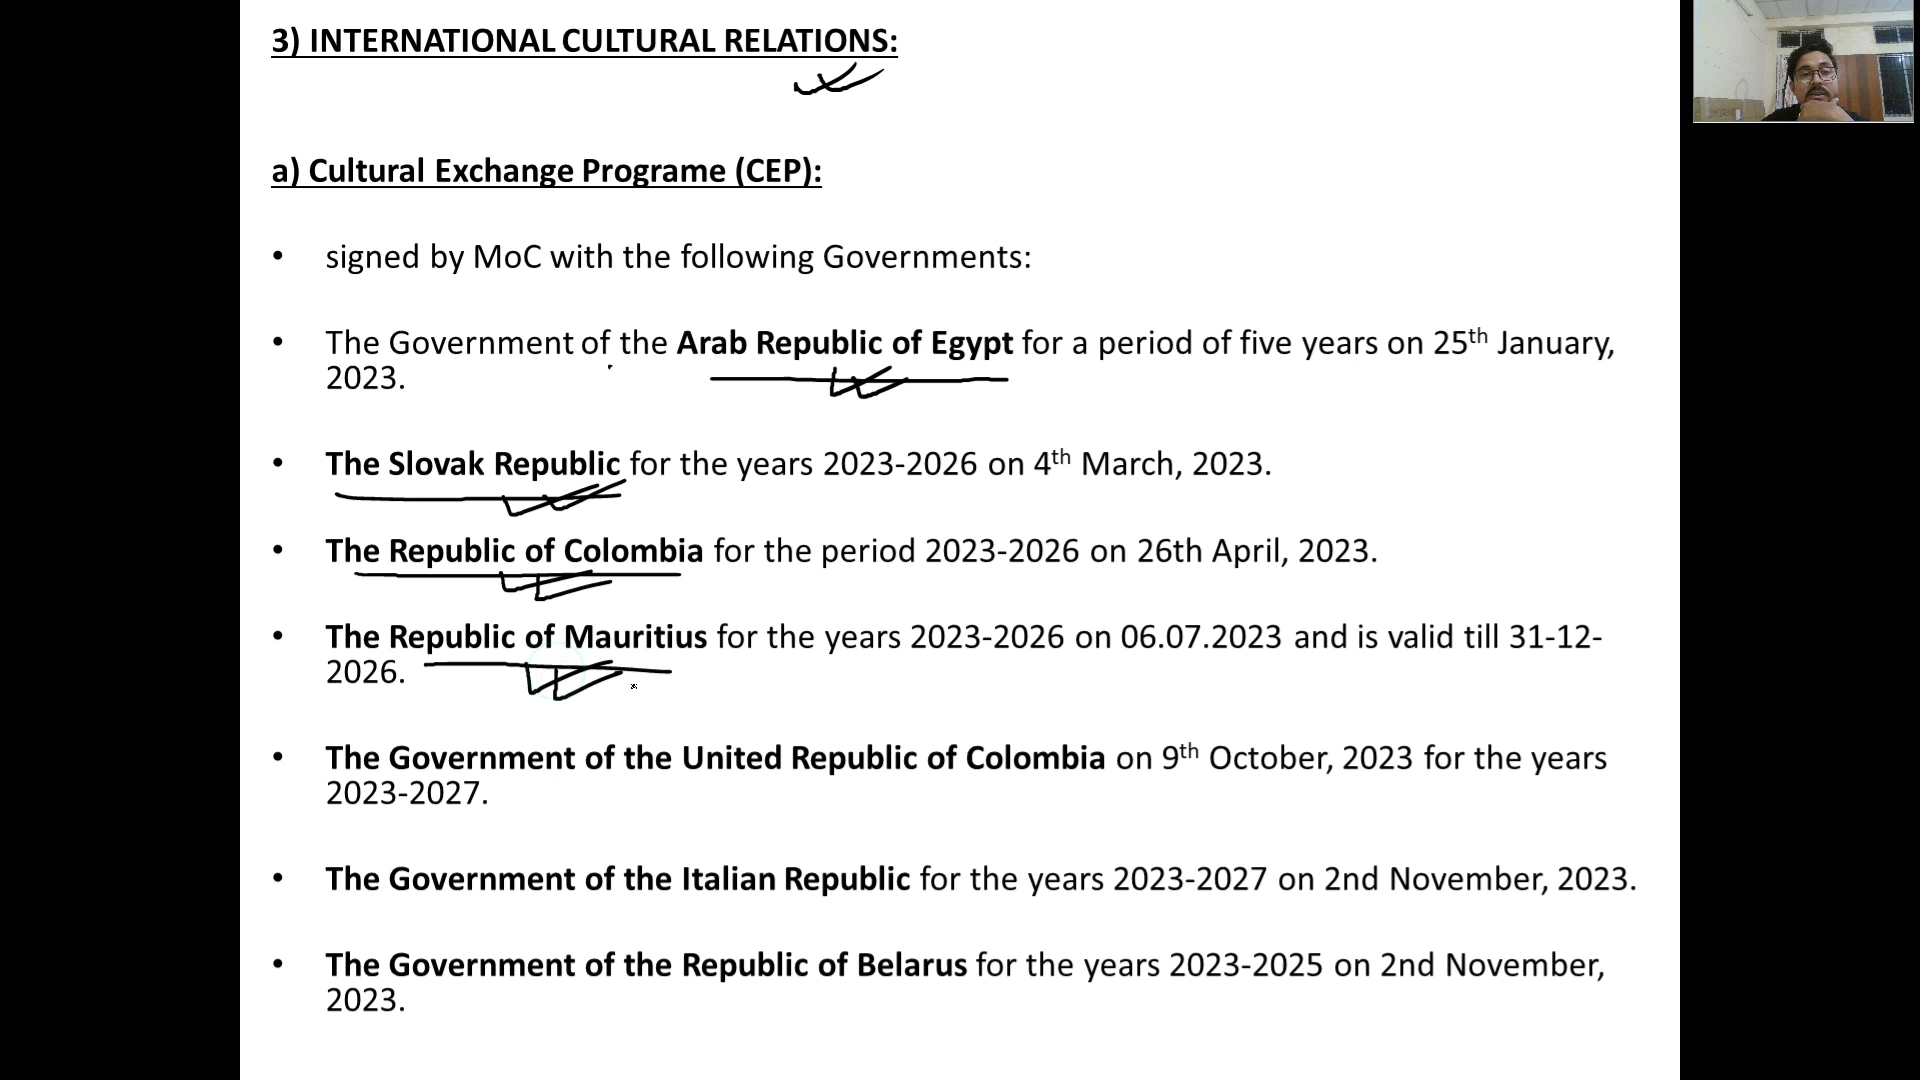 3) INTERNATIONAL CULTURAL RELATIONS:
a) Cultural Exchange Programe (CEP):
• signed by MoC with the following Governments:
• The Government of the Arab Republic of Egypt for a period of five years on 25th January,
2023.
• The Slovak Republic for the years 2023-2026 on 4th March, 2023.
• The Republic of Colombia for the period 2023-2026 on 26th April, 2023.
• The Republic of Mauritius for the years 2023-2026 on 06.07.2023 and is valid till 31-12-
2026.
• The Government of the United Republic of Colombia on 9th October, 2023 for the years
2023-2027.
• The Government of the Italian Republic for the years 2023-2027 on 2nd November, 2023.
• The Government of the Republic of Belarus for the years 2023-2025 on 2nd November,
2023.